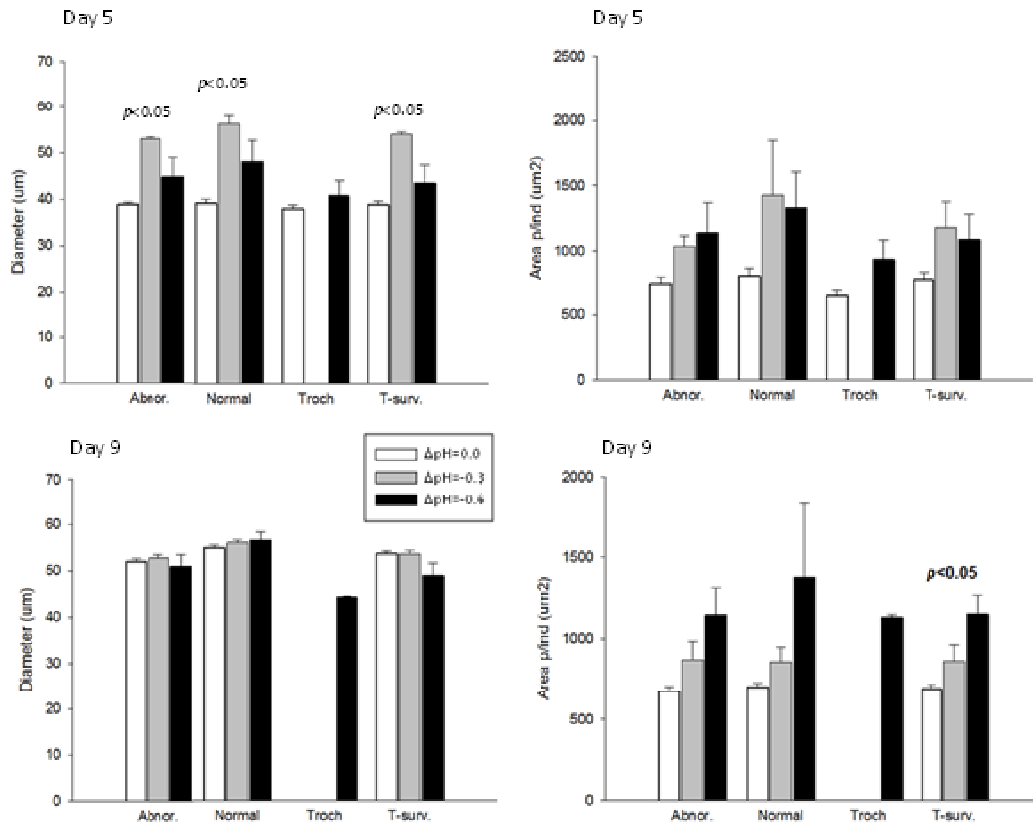 Day 5
70
60
50
40
30
20
10
0
Diameter (um)
p<0.05
p<0.05
p<0.05
Abnor.
Normal
Troch
T-surv.
Day 5
2500
2000
1500
1000
500
0
Area p/ind (um2)
Abnor.
Normal
Troch
T-surv.
Day 9
70
60
50
40
30
20
10
0
Diameter (um)
ΔpH=0.0
ΔpH=-0.3
ΔpH=-0.6
Abnor.
Normal
Troch
T-surv.
Day 9
2000
1500
1000
500
0
Area p/ind (um2)
p<0.05
Abnor.
Normal
Troch
T-surv.